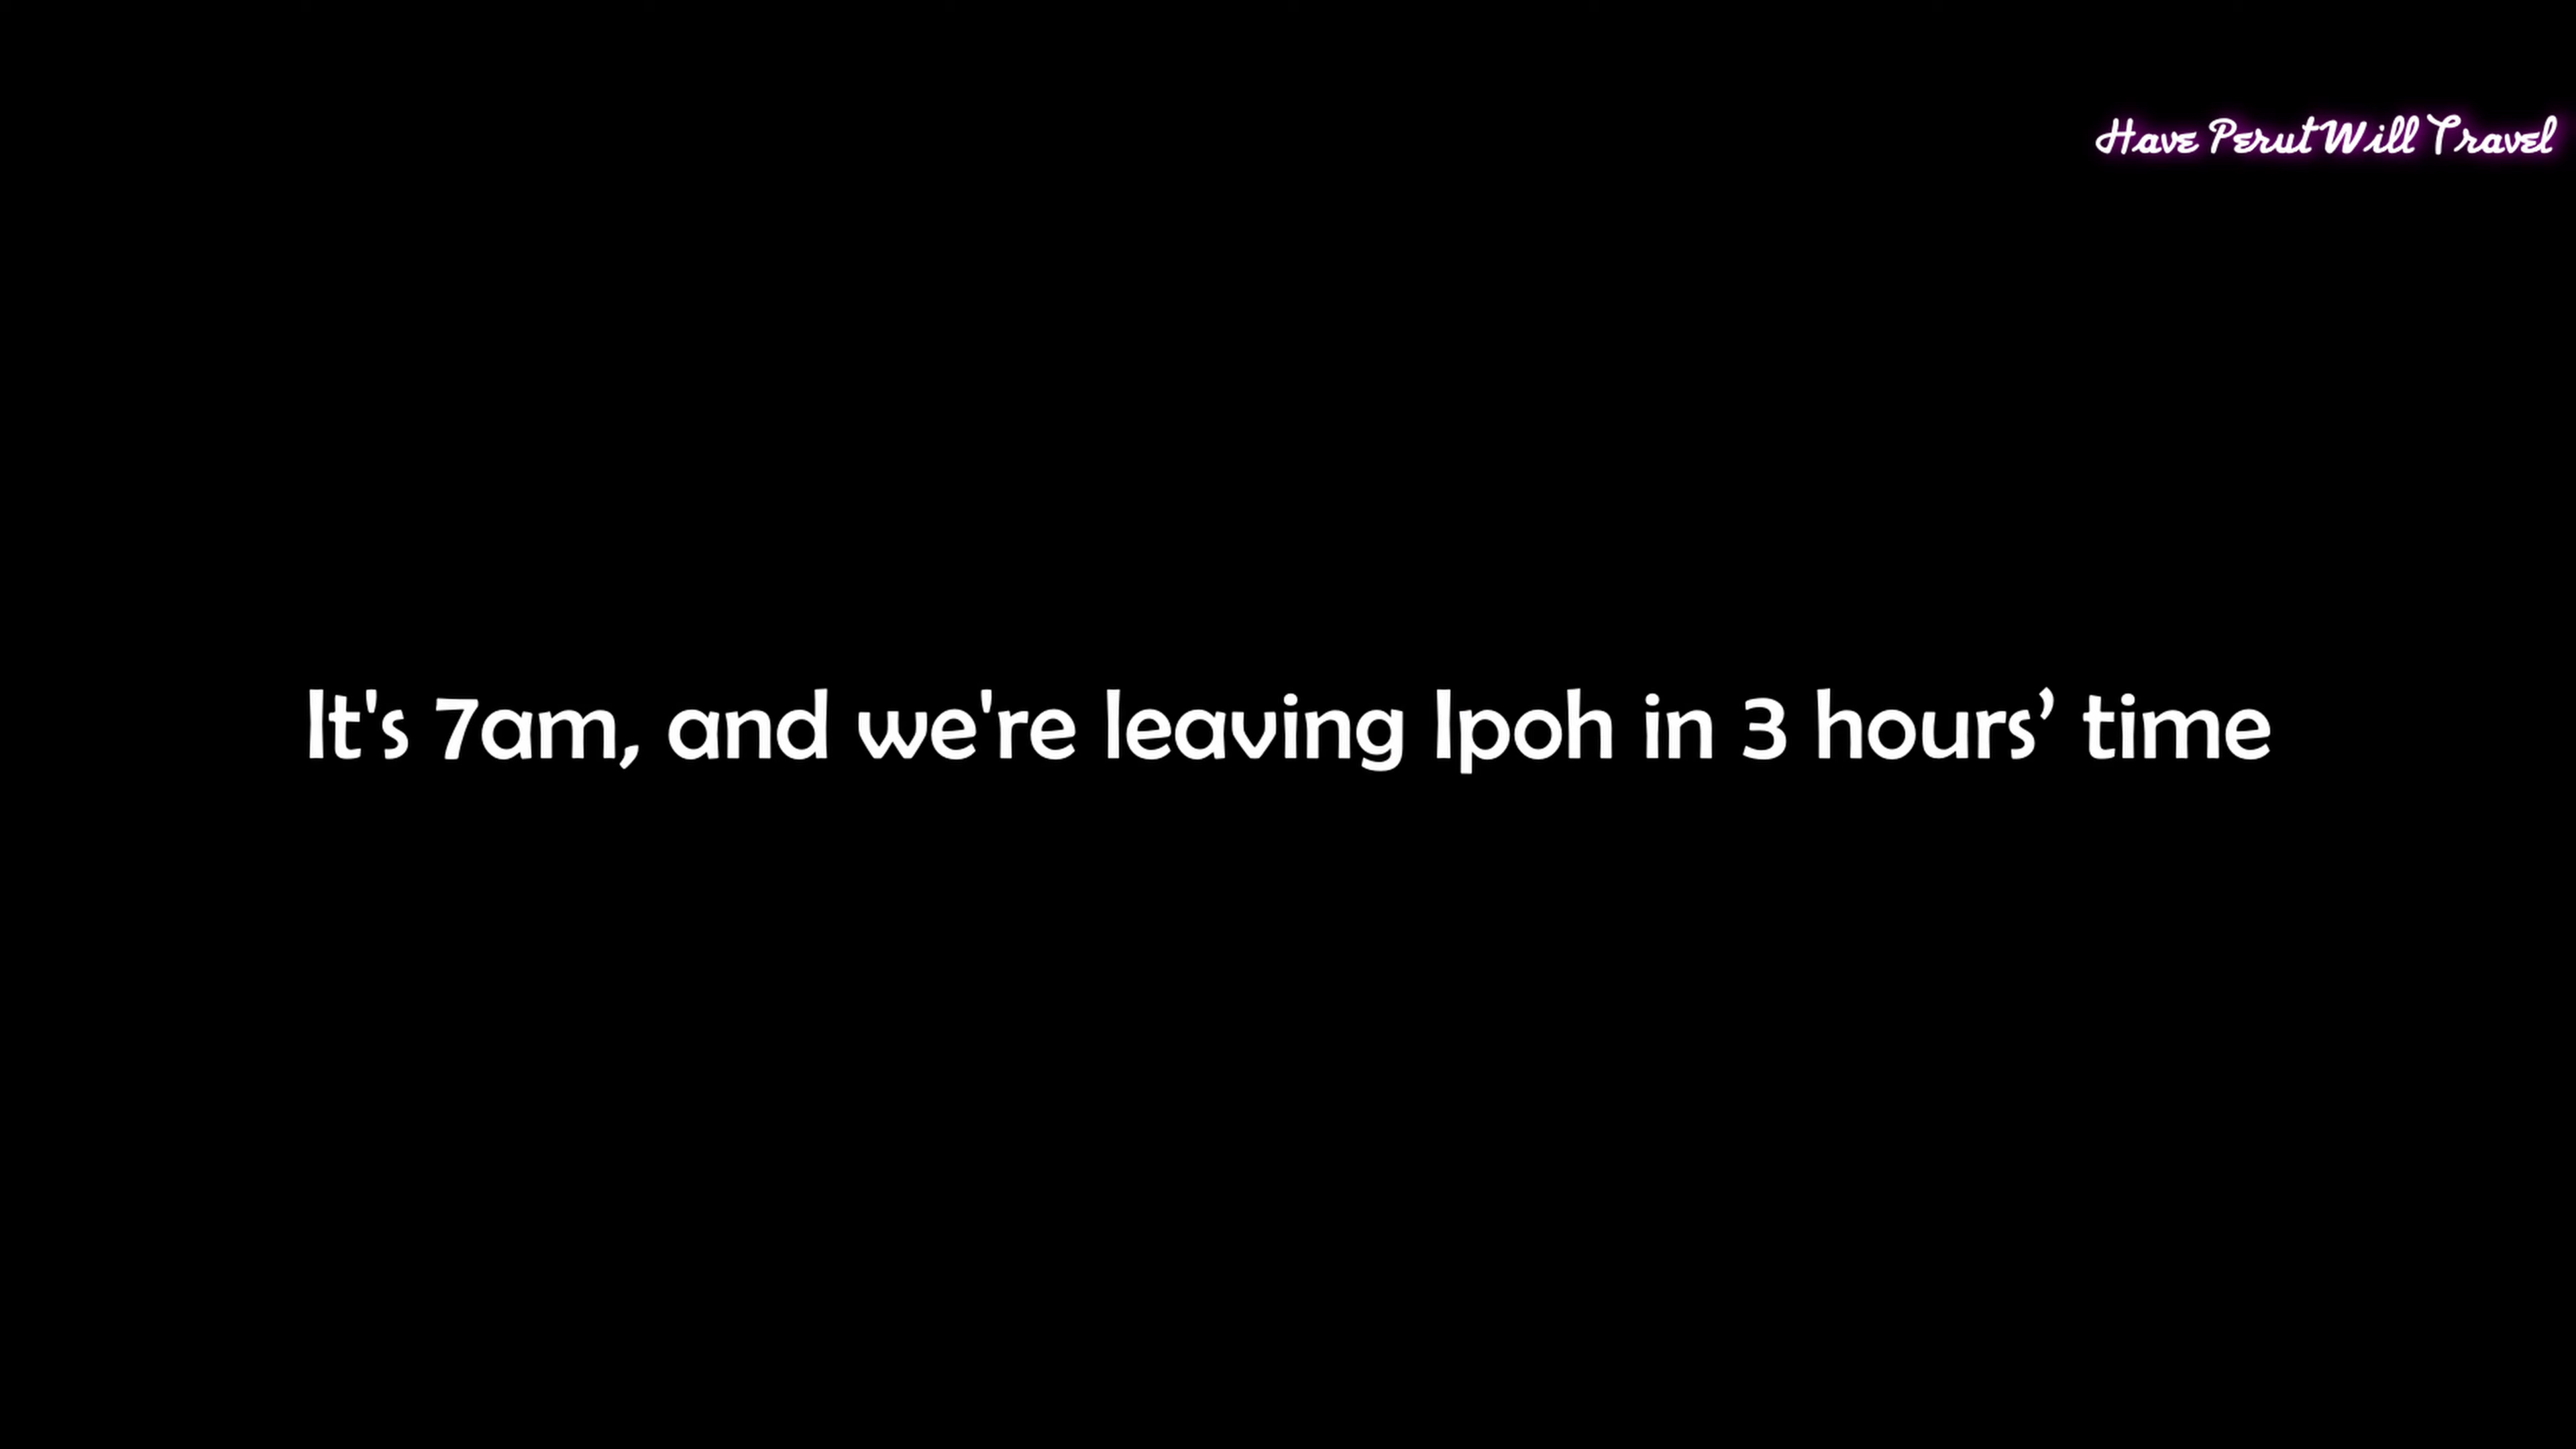 Have Perut Will Travel
It's 7am, and we're leaving Ipoh in 3 hours’ time